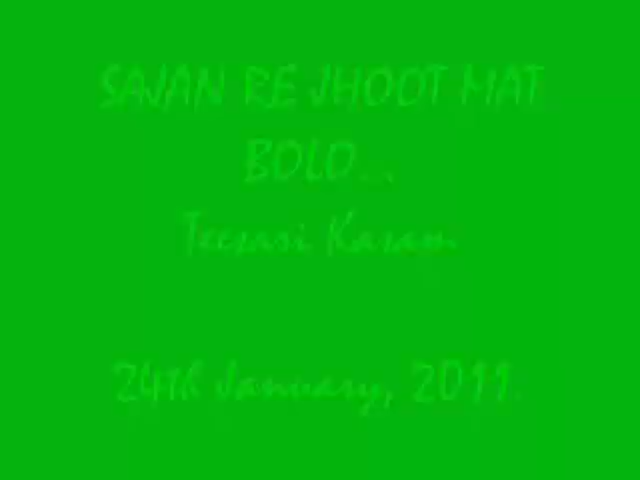 SAJAN RE JHOOT MAT
BOLO...
Teesari Kasam
24th January, 2011.